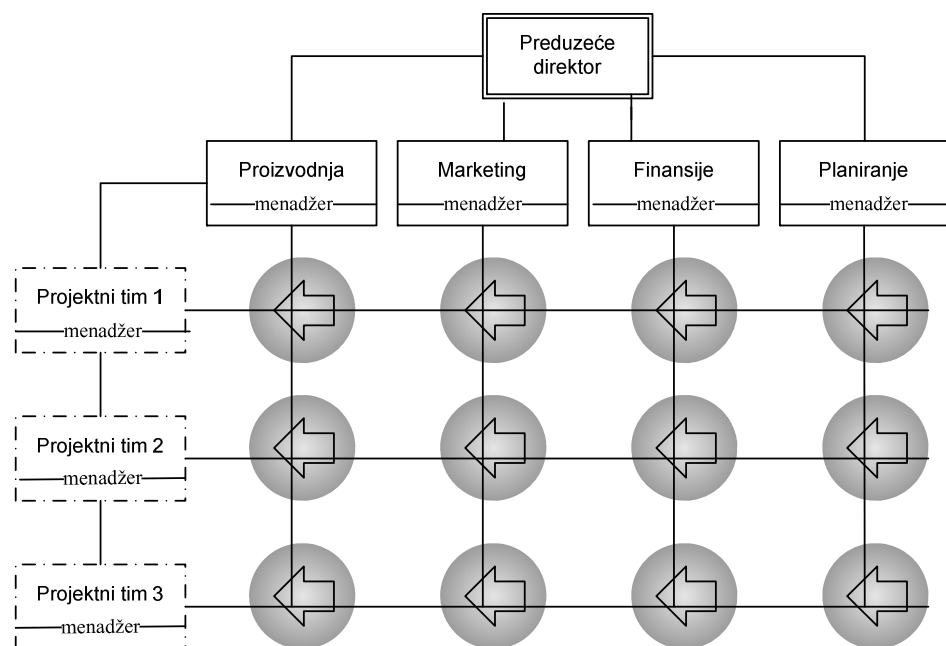 Preduzeće
direktor
Proizvodnja
menadžer
Marketing
menadžer
Finansije
menadžer
Planiranje
menadžer
Projektni tim 1
menadžer
Projektni tim 2
menadžer
Projektni tim 3
menadžer